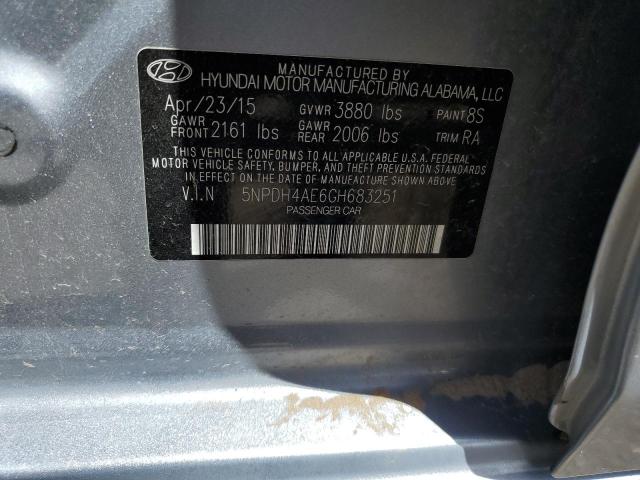 MANUFACTURED BY
HYUNDAI MOTOR MANUFACTURING ALABAMA, LLC
Apr/23/15 GVWR 3880 lbs PAINT 8S
GAWR FRONT 2161 lbs GAWR REAR 2006 lbs TRIM RA
THIS VEHICLE CONFORMS TO ALL APPLICABLE U.S.A. FEDERAL
MOTOR VEHICLE SAFETY, BUMPER, AND THEFT PREVENTION STANDARDS
IN EFFECT ON THE DATE OF MANUFACTURE SHOWN ABOVE.
V.I.N 5NPDH4AE6GH683251
PASSENGER CAR